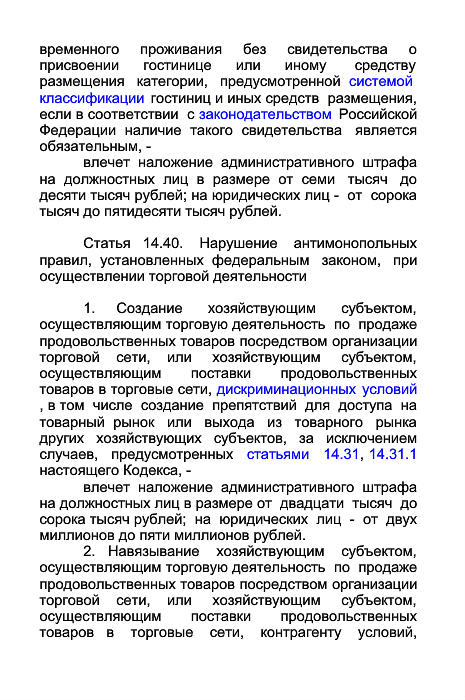 временного проживания без свидетельства о
присвоении гостинице или иному средству
размещения категории, предусмотренной системой
классификации гостиниц и иных средств размещения,
если в соответствии с законодательством Российской
Федерации наличие такого свидетельства является
обязательным, -
влечет наложение административного штрафа
на должностных лиц в размере от семи тысяч до
десяти тысяч рублей; на юридических лиц - от сорока
тысяч до пятидесяти тысяч рублей.
Статья 14.40. Нарушение антимонопольных
правил, установленных федеральным законом, при
осуществлении торговой деятельности
1. Создание хозяйствующим субъектом,
осуществляющим торговую деятельность по продаже
продовольственных товаров посредством организации
торговой сети, или хозяйствующим субъектом,
осуществляющим поставки продовольственных
товаров в торговые сети, дискриминационных условий
, в том числе создание препятствий для доступа на
товарный рынок или выхода из товарного рынка
других хозяйствующих субъектов, за исключением
случаев, предусмотренных статьями 14.31, 14.31.1
настоящего Кодекса, -
влечет наложение административного штрафа
на должностных лиц в размере от двадцати тысяч до
сорока тысяч рублей; на юридических лиц - от двух
миллионов до пяти миллионов рублей.
2. Навязывание хозяйствующим субъектом,
осуществляющим торговую деятельность по продаже
продовольственных товаров посредством организации
торговой сети, или хозяйствующим субъектом,
осуществляющим поставки продовольственных
товаров в торговые сети, контрагенту условий,